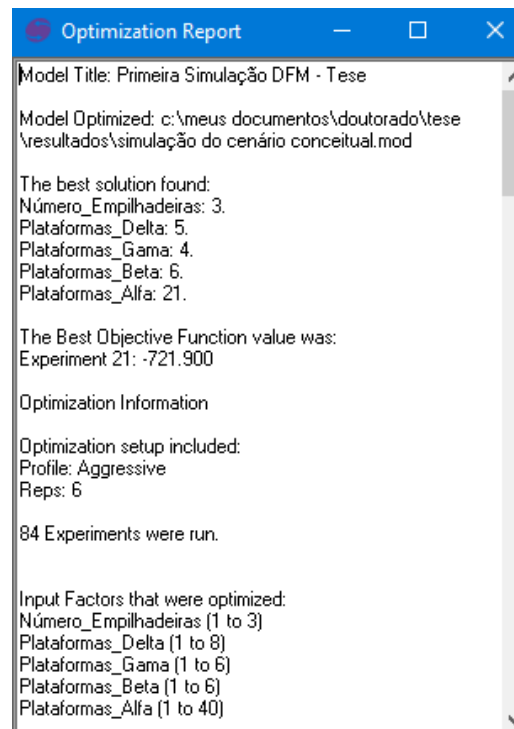 Optimization Report
Model Title: Primeira Simulação DFM - Tese
Model Optimized: c:\meus documentos\doutorado\tese
\resultados\simulação do cenário conceitual.mod
The best solution found:
Número_Empilhadeiras: 3.
Plataformas_Delta: 5.
Plataformas_Gama: 4.
Plataformas_Beta: 6.
Plataformas_Alfa: 21.
The Best Objective Function value was:
Experiment 21: -721.900
Optimization Information
Optimization setup included:
Profile: Aggressive
Reps: 6
84 Experiments were run.
Input Factors that were optimized:
Número_Empilhadeiras (1 to 3)
Plataformas_Delta (1 to 8)
Plataformas_Gama (1 to 6)
Plataformas_Beta (1 to 6)
Plataformas_Alfa (1 to 40)